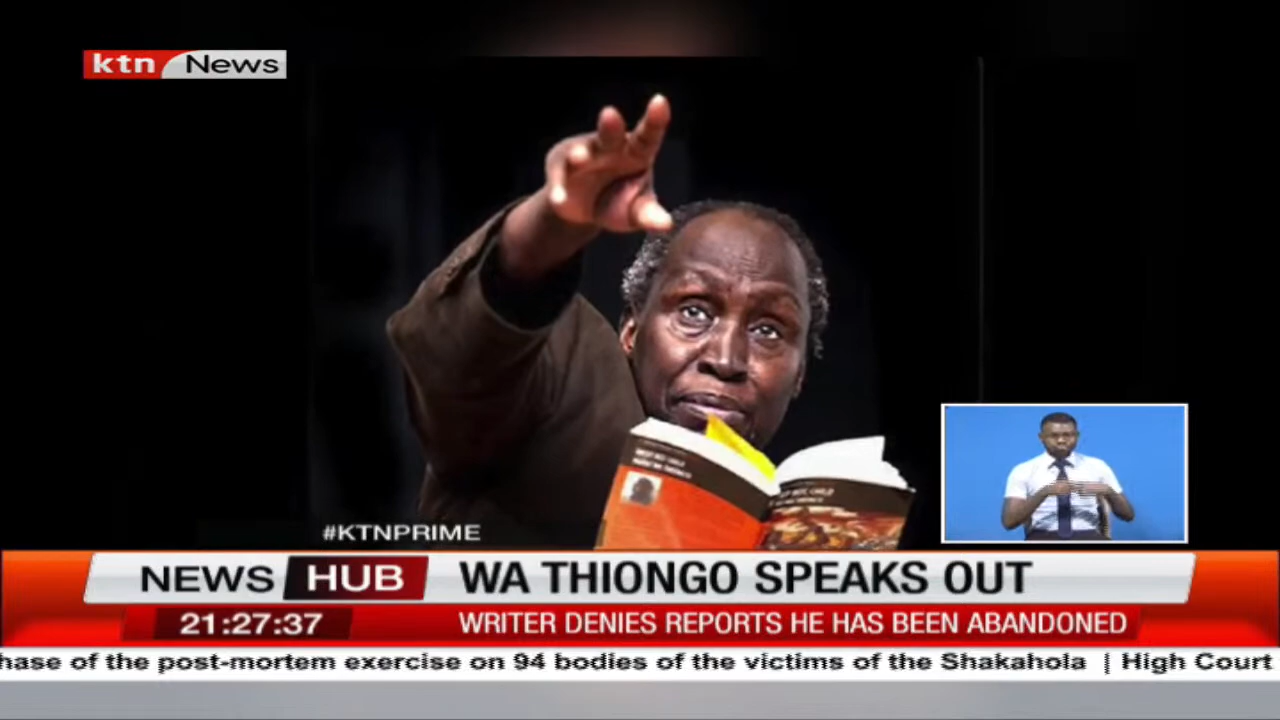 ktn News
#KTNPRIME
NEWS HUB
WA THIONGO SPEAKS OUT
21:27:37
WRITER DENIES REPORTS HE HAS BEEN ABANDONED
hase of the post-mortem exercise on 94 bodies of the victims of the Shakahola | High Court